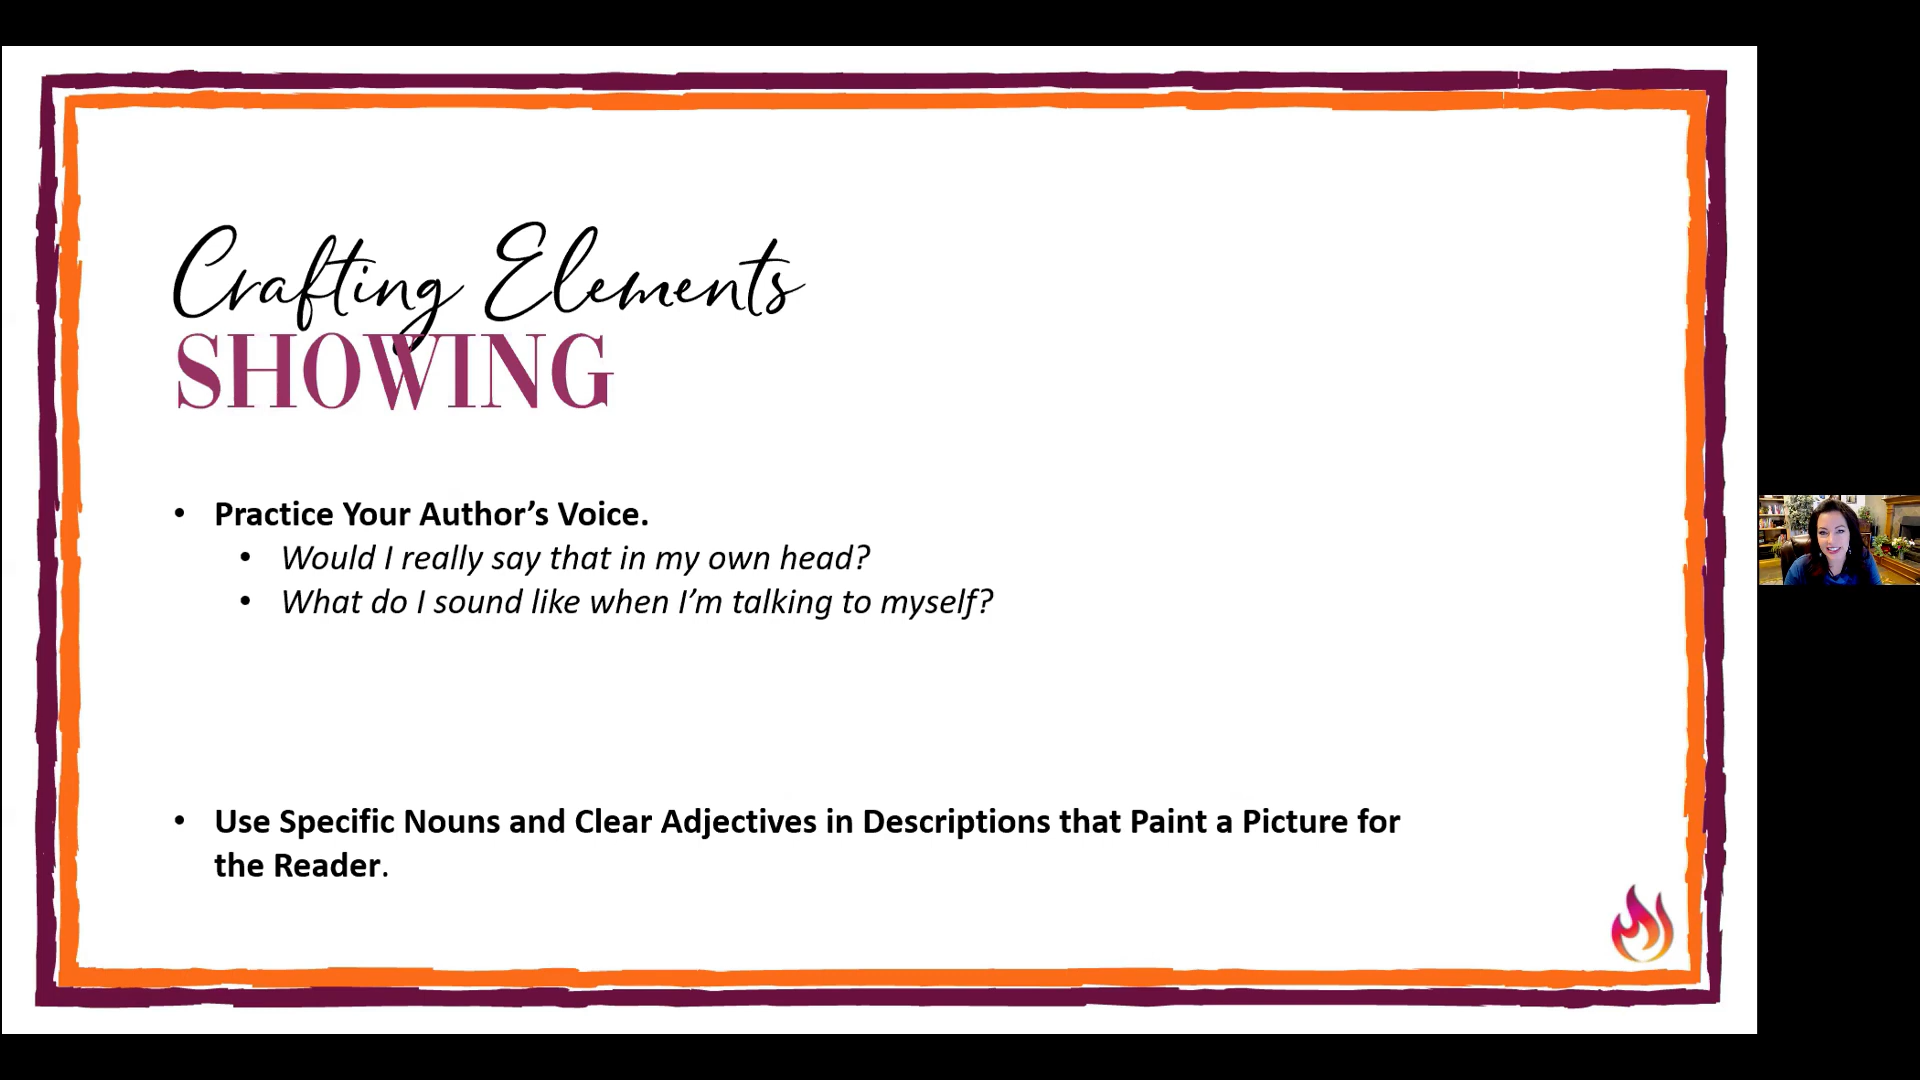 Crafting Elements
SHOWING
• Practice Your Author’s Voice.
• Would I really say that in my own head?
• What do I sound like when I’m talking to myself?
• Use Specific Nouns and Clear Adjectives in Descriptions that Paint a Picture for
the Reader.